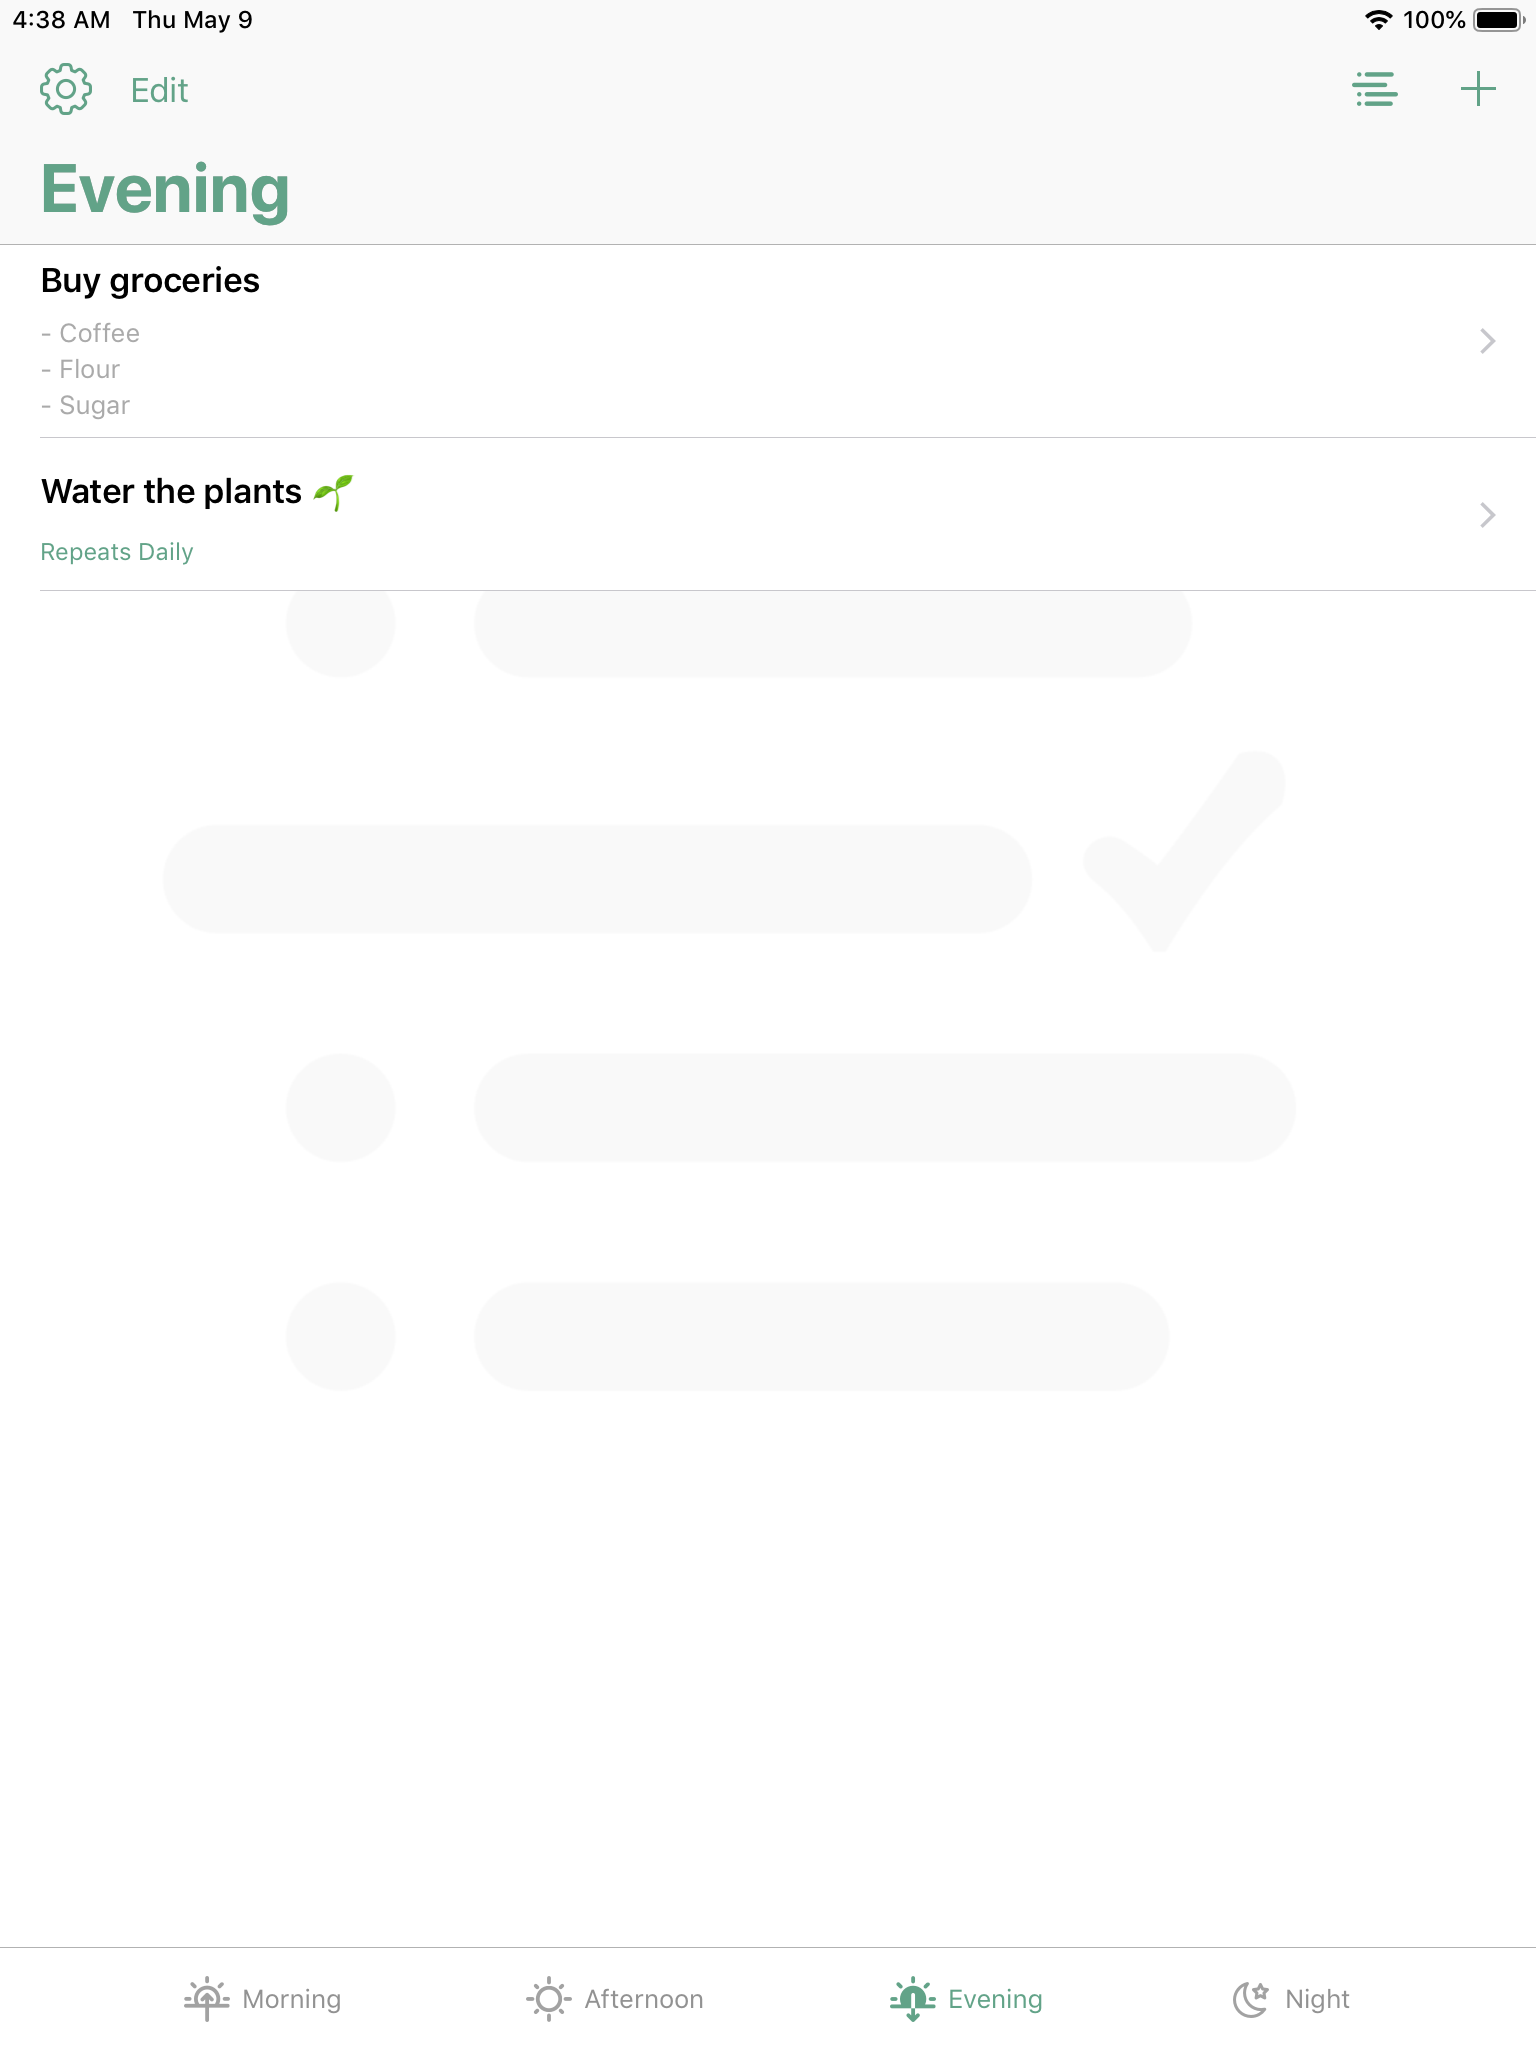 4:38 AM Thu May 9 100%
Edit
Evening
Buy groceries
- Coffee
- Flour
- Sugar
Water the plants 🌱
Repeats Daily
Morning Afternoon Evening Night